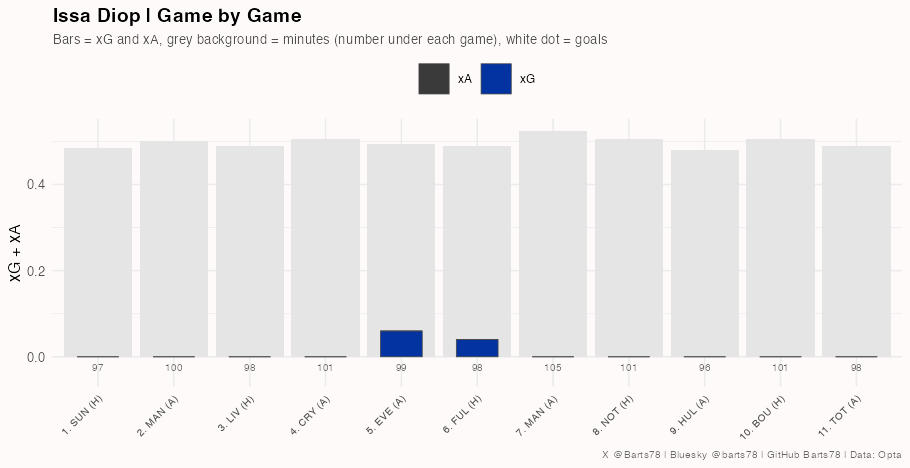 Issa Diop | Game by Game
Bars = xG and xA, grey background = minutes (number under each game), white dot = goals
xA
xG
xG + xA
0.4
0.2
0.0
97 100 98 101 99 98 105 101 96 101 98
1. SUN (H)
2. MAN (A)
3. LIV (H)
4. CRY (A)
5. EVE (A)
6. FUL (H)
7. MAN (A)
8. NOT (H)
9. HUL (A)
10. BOU (H)
11. TOT (A)
X @Barts78 | Bluesky @barts78 | GitHub Barts78 | Data: Opta